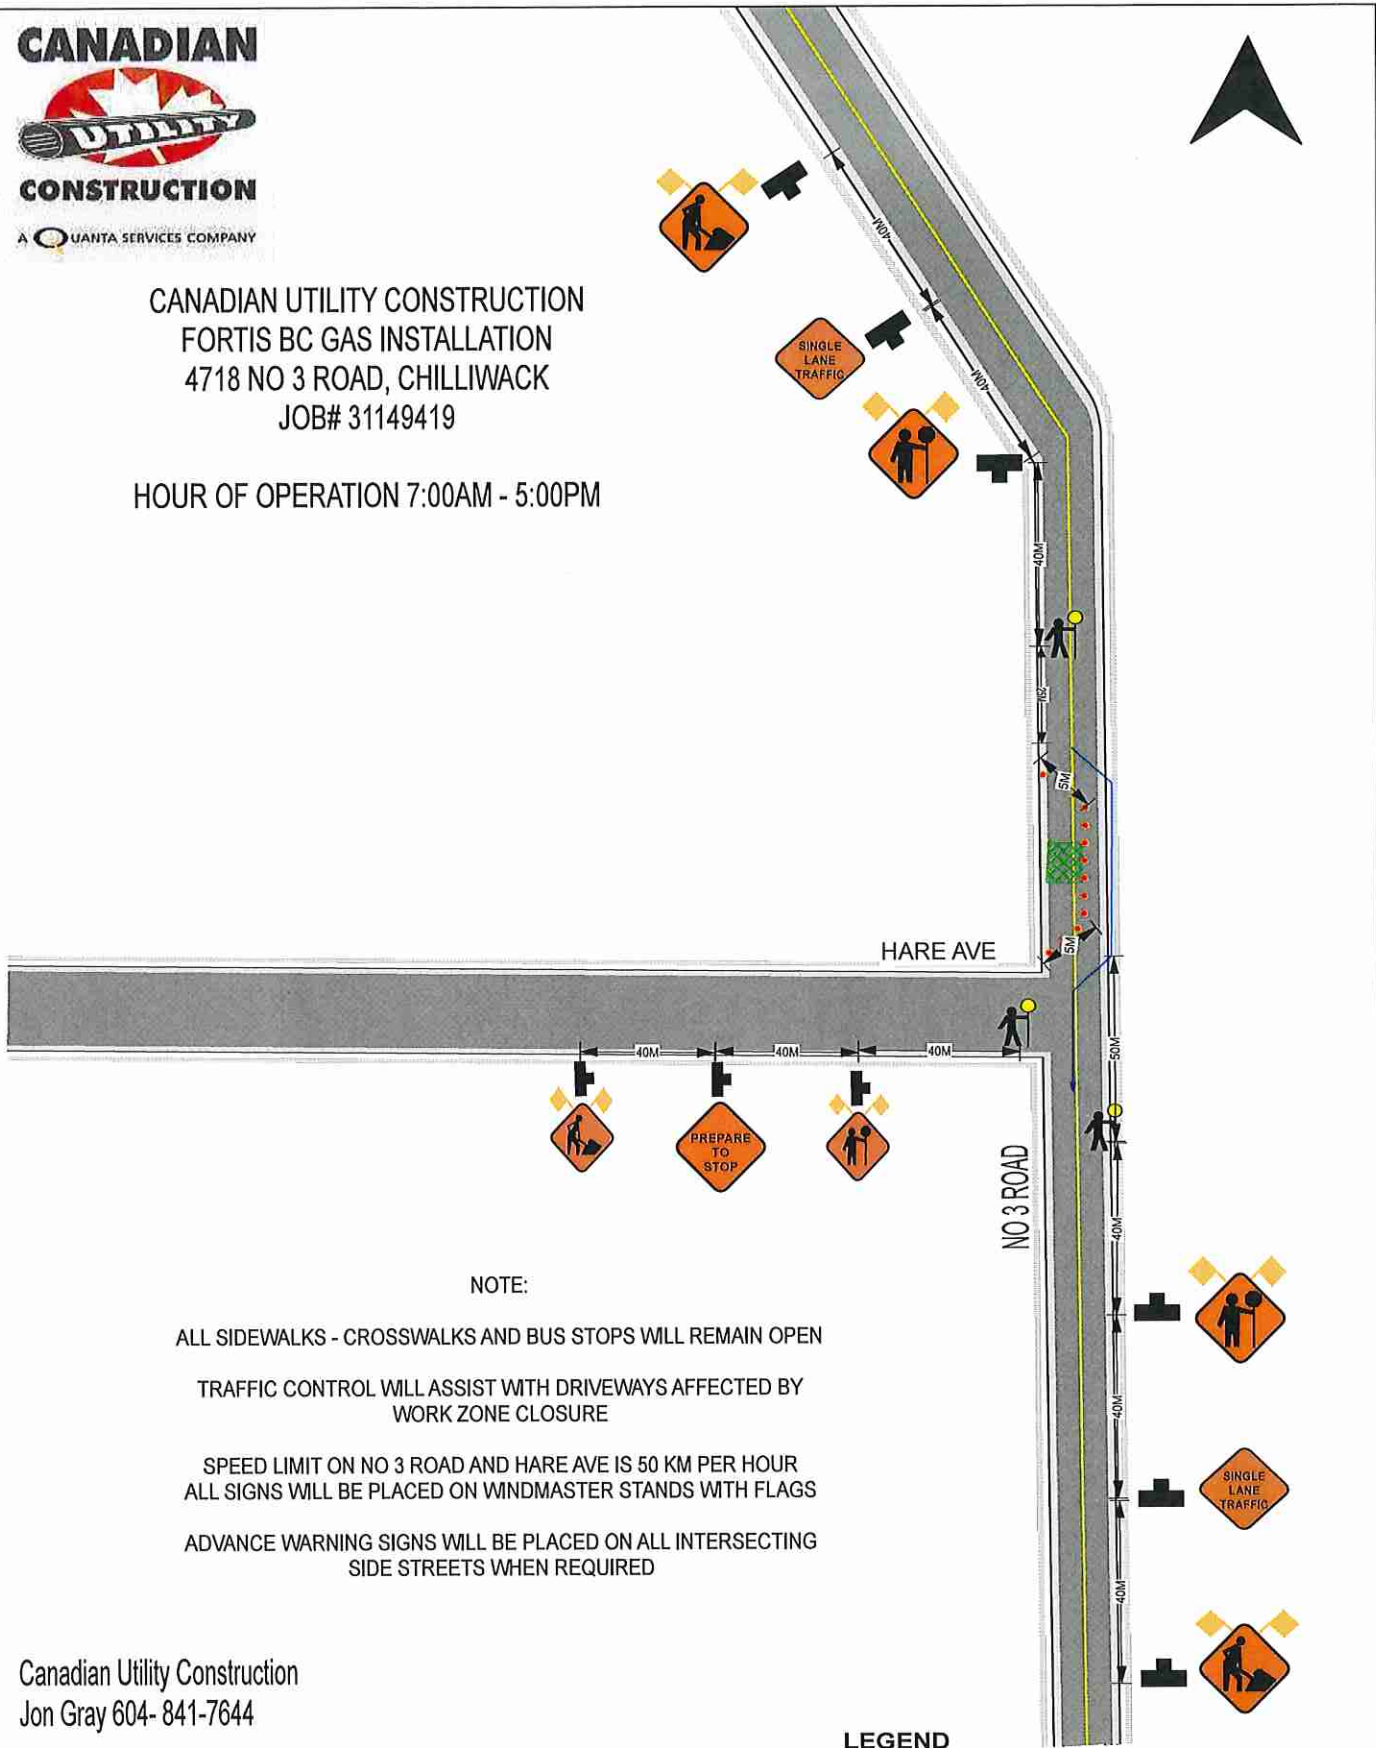 CANADIAN
UTILITY
CONSTRUCTION
A QUANTA SERVICES COMPANY
CANADIAN UTILITY CONSTRUCTION
FORTIS BC GAS INSTALLATION
4718 NO 3 ROAD, CHILLIWACK
JOB# 31149419
HOUR OF OPERATION 7:00AM - 5:00PM
40M
SINGLE
LANE
TRAFFIC
40M
40M
5M
HARE AVE
5M
40M
40M
40M
50M
PREPARE
TO
STOP
NO 3 ROAD
40M
40M
SINGLE
LANE
TRAFFIC
40M
NOTE:
ALL SIDEWALKS - CROSSWALKS AND BUS STOPS WILL REMAIN OPEN
TRAFFIC CONTROL WILL ASSIST WITH DRIVEWAYS AFFECTED BY
WORK ZONE CLOSURE
SPEED LIMIT ON NO 3 ROAD AND HARE AVE IS 50 KM PER HOUR
ALL SIGNS WILL BE PLACED ON WINDMASTER STANDS WITH FLAGS
ADVANCE WARNING SIGNS WILL BE PLACED ON ALL INTERSECTING
SIDE STREETS WHEN REQUIRED
Canadian Utility Construction
Jon Gray 604- 841-7644
LEGEND